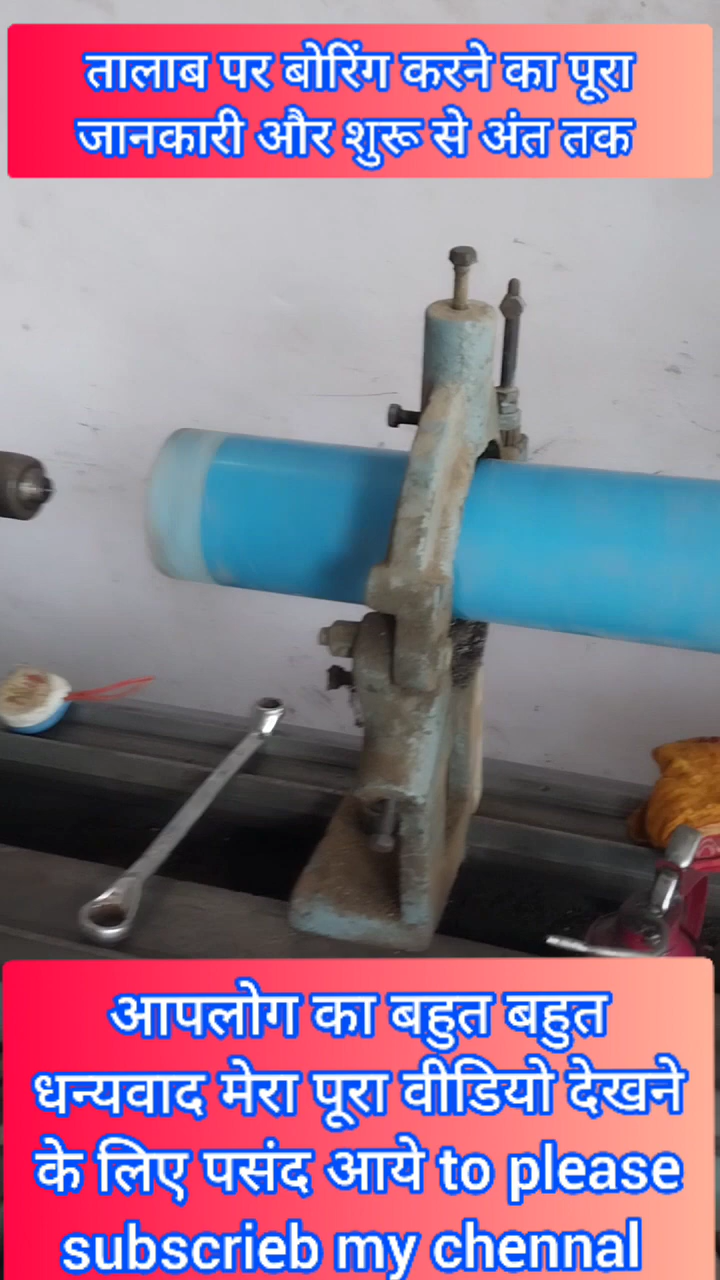 तालाब पर बोरिंग करने का पूरा
जानकारी और शुरू से अंत तक
आपलोग का बहुत बहुत
धन्यवाद मेरा पूरा वीडियो देखने
के लिए पसंद आये to please
subscrieb my chennal